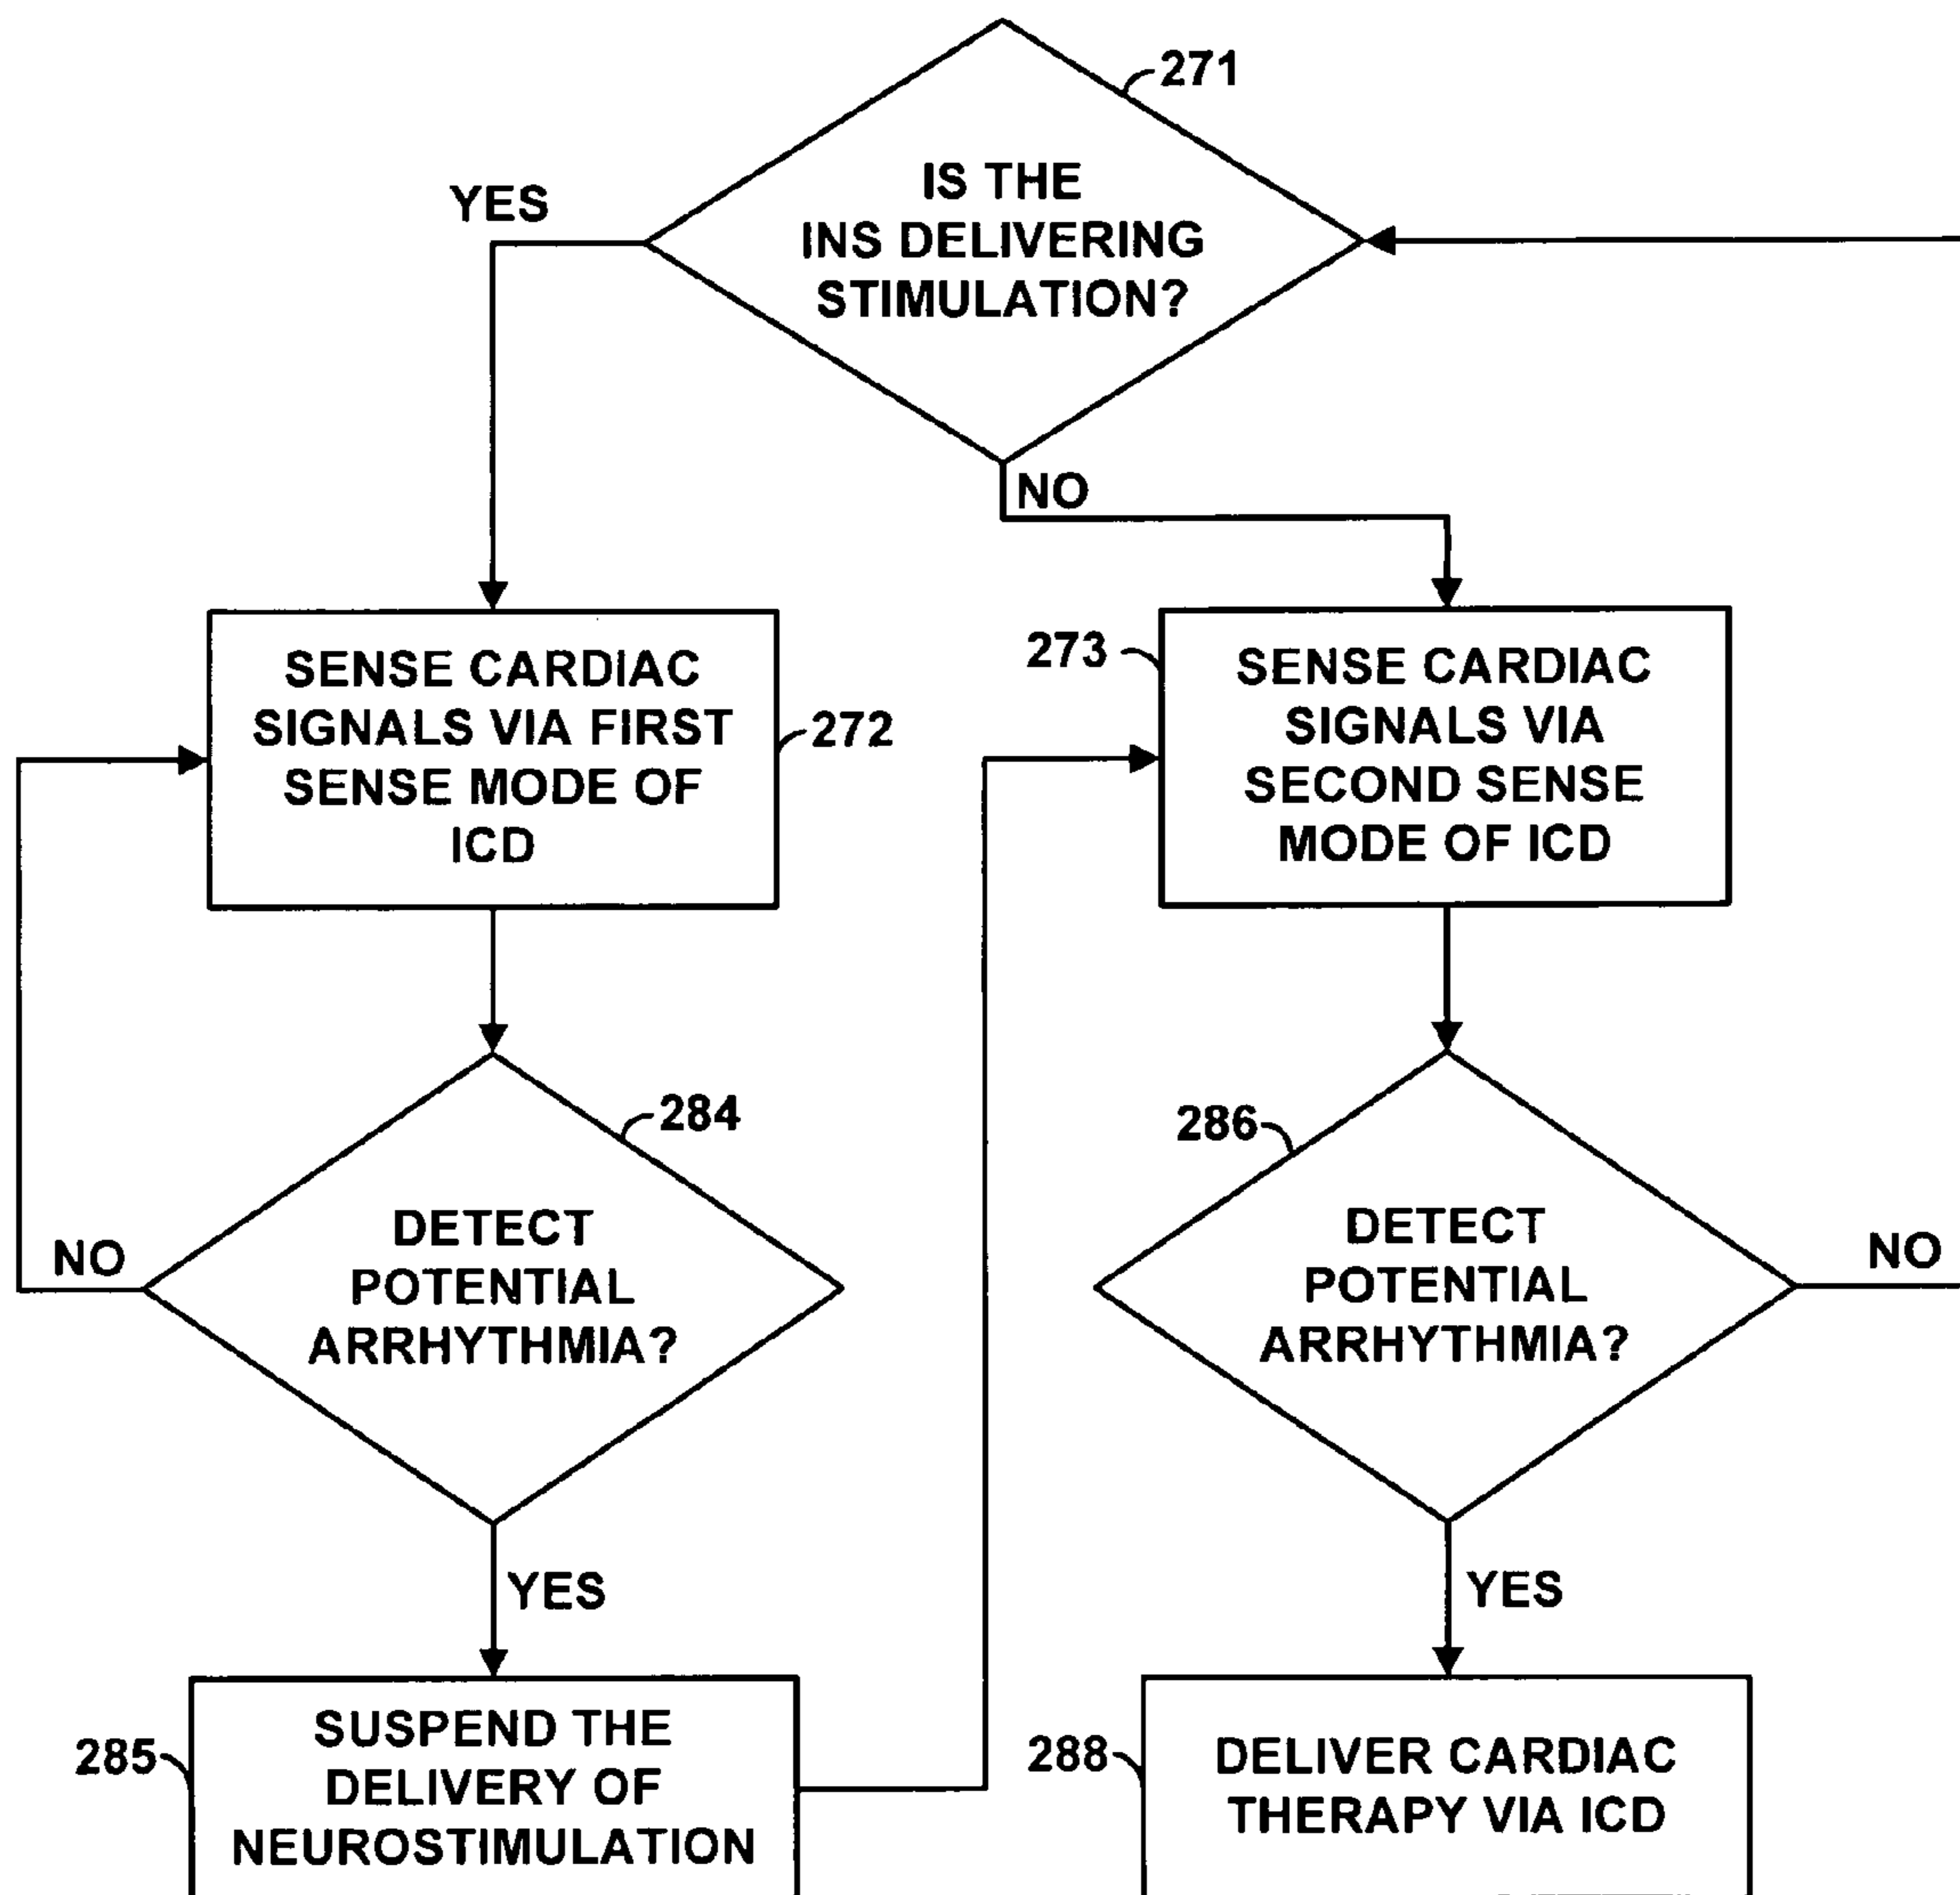 271
IS THE
INS DELIVERING
STIMULATION?
YES
NO
SENSE CARDIAC
SIGNALS VIA FIRST
SENSE MODE OF
ICD
272
273
SENSE CARDIAC
SIGNALS VIA
SECOND SENSE
MODE OF ICD
284
DETECT
POTENTIAL
ARRHYTHMIA?
NO
YES
286
DETECT
POTENTIAL
ARRHYTHMIA?
NO
YES
285
SUSPEND THE
DELIVERY OF
NEUROSTIMULATION
288
DELIVER CARDIAC
THERAPY VIA ICD